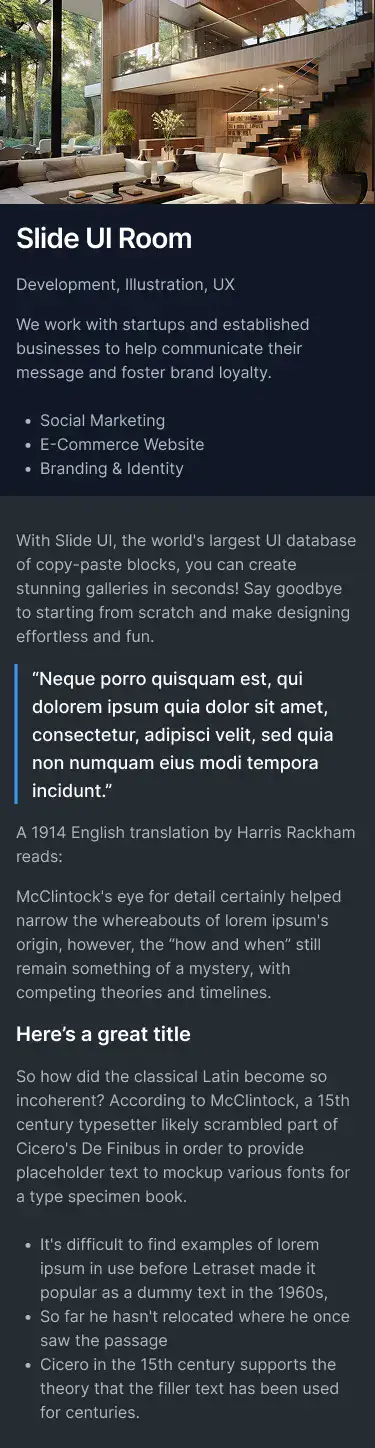 Slide UI Room
Development, Illustration, UX
We work with startups and established
businesses to help communicate their
message and foster brand loyalty.
• Social Marketing
• E-Commerce Website
• Branding & Identity
With Slide UI, the world's largest UI database
of copy-paste blocks, you can create
stunning galleries in seconds! Say goodbye
to starting from scratch and make designing
effortless and fun.
“Neque porro quisquam est, qui
dolorem ipsum quia dolor sit amet,
consectetur, adipisci velit, sed quia
non numquam eius modi tempora
incidunt.”
A 1914 English translation by Harris Rackham
reads:
McClintock's eye for detail certainly helped
narrow the whereabouts of lorem ipsum's
origin, however, the “how and when” still
remain something of a mystery, with
competing theories and timelines.
Here’s a great title
So how did the classical Latin become so
incoherent? According to McClintock, a 15th
century typesetter likely scrambled part of
Cicero's De Finibus in order to provide
placeholder text to mockup various fonts for
a type specimen book.
• It's difficult to find examples of lorem
ipsum in use before Letraset made it
popular as a dummy text in the 1960s,
• So far he hasn't relocated where he once
saw the passage
• Cicero in the 15th century supports the
theory that the filler text has been used
for centuries.